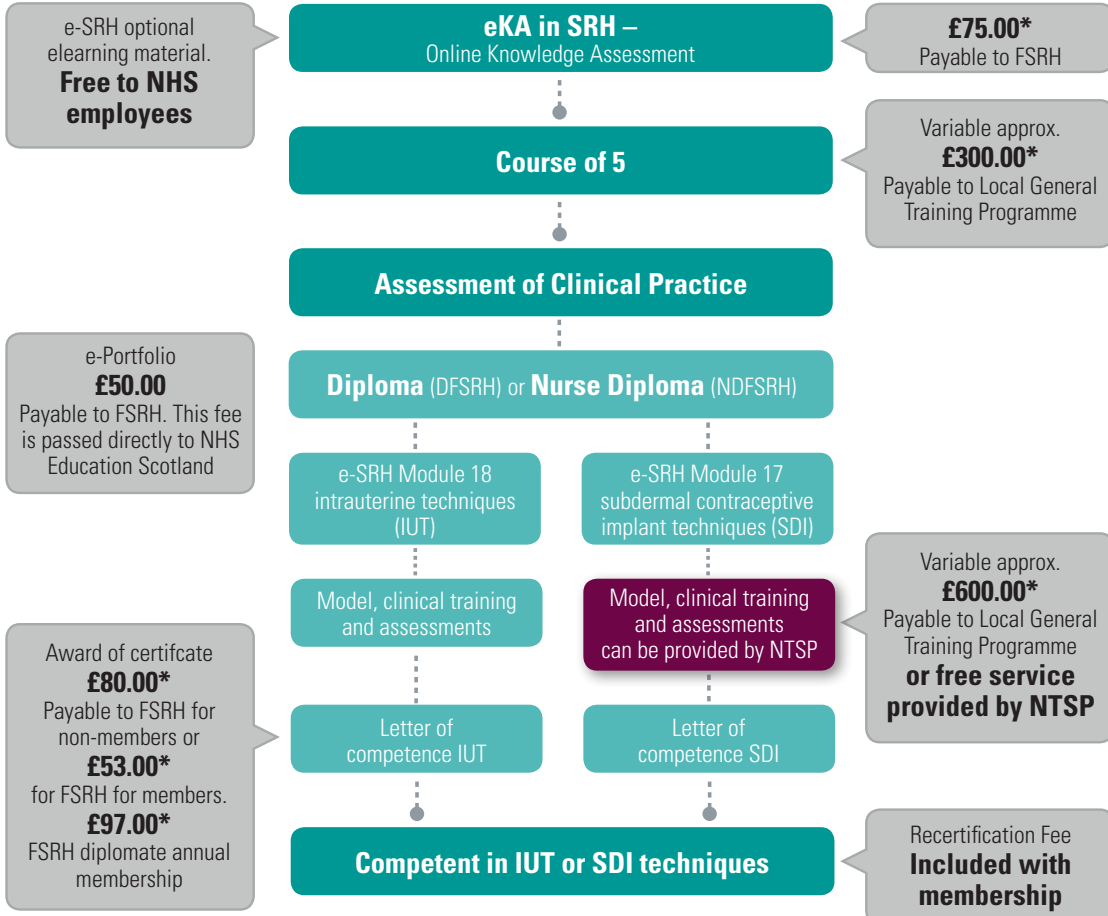 e-SRH optional
elearning material.
Free to NHS
employees
eKA in SRH –
Online Knowledge Assessment
£75.00*
Payable to FSRH
Course of 5
Variable approx.
£300.00*
Payable to Local General
Training Programme
Assessment of Clinical Practice
e-Portfolio
£50.00
Payable to FSRH. This fee
is passed directly to NHS
Education Scotland
Diploma (DFSRH) or Nurse Diploma (NDFSRH)
e-SRH Module 18
intrauterine techniques
(IUT)
e-SRH Module 17
subdermal contraceptive
implant techniques (SDI)
Model, clinical training
and assessments
Model, clinical training
and assessments
can be provided by NTSP
Variable approx.
£600.00*
Payable to Local General
Training Programme
or free service
provided by NTSP
Award of certifcate
£80.00*
Payable to FSRH for
non-members or
£53.00*
for FSRH for members.
£97.00*
FSRH diplomate annual
membership
Letter of
competence IUT
Letter of
competence SDI
Competent in IUT or SDI techniques
Recertification Fee
Included with
membership